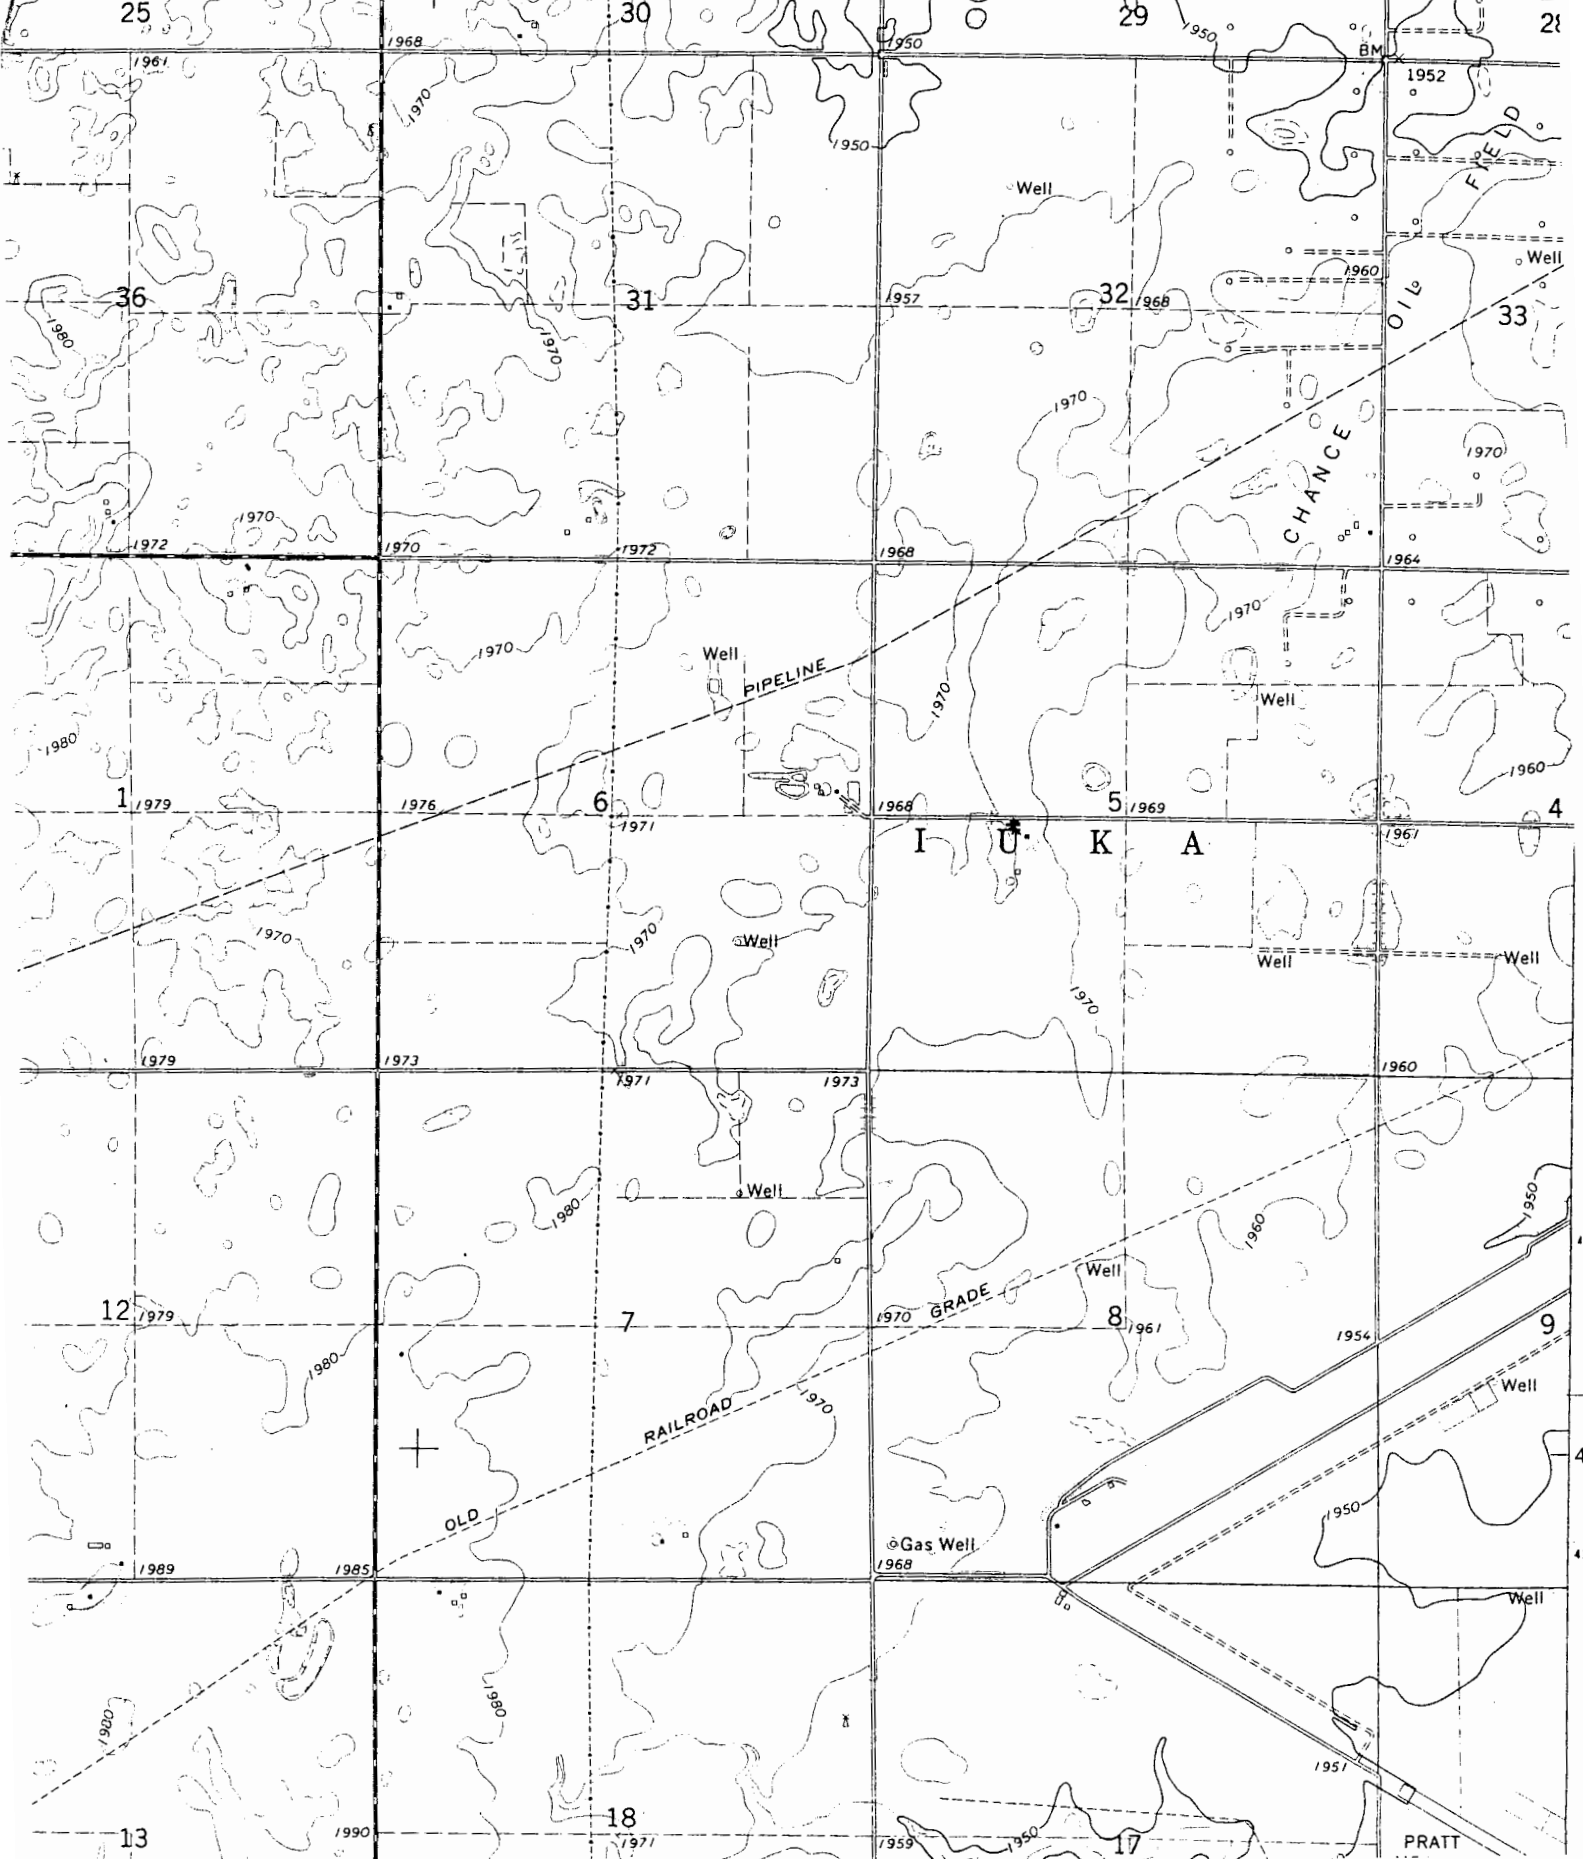 25 30 29 28
1968 1950 1950 BM
1961 1952
1970
1950 FIELD
Well
Well
1960
36 31 1957 32 1968 OIL 33
1980 1970
1970
CHANCE
1970
1970
1972 1970 1972 1968 1964
1970
1970 Well
PIPELINE
1970 Well
1980
1960
1 1979 1976 6 1971 1968 5 1969 4
I U K A 1961
1970 1970 Well
Well Well
1970
1979 1973 1971 1973 1960
Well
1980 1960 1950
Well
12 1979 7 1970 GRADE 8 1961 1954 9
1980
Well
RAILROAD 1970
OLD 1950
Gas Well
1989 1985 1968
Well
1980 1980
1951
13 1990 18 1971 1959 1950 17 PRATT